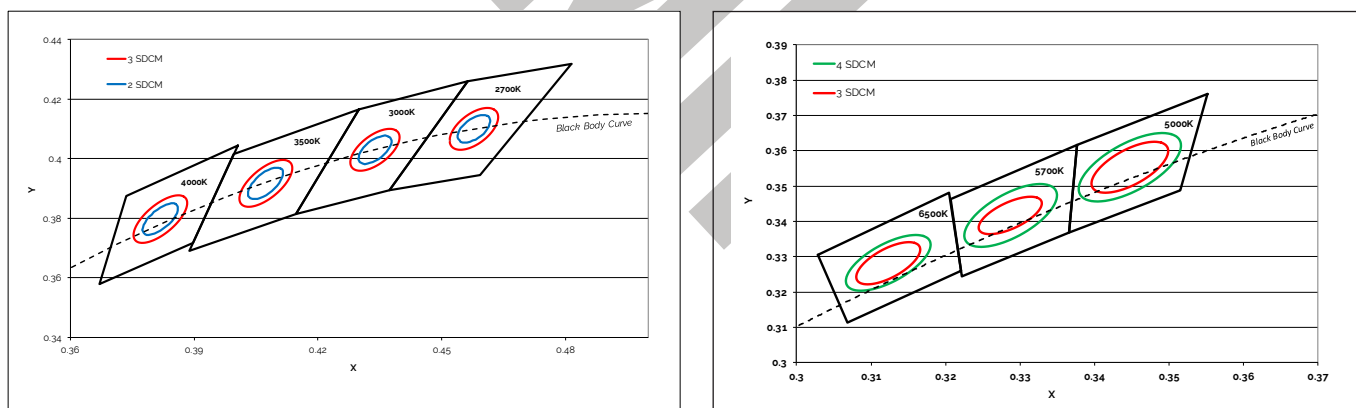 0.44
3 SDCM
2 SDCM
2700K
0.42
3000K
Black Body Curve
3500K
0.4
Y
4000K
0.38
0.36
0.34
0.36
0.39
0.42
0.45
0.48
X
0.39
4 SDCM
0.38
3 SDCM
0.37
5000K
Black Body Curve
0.36
5700K
0.35
Y
6500K
0.34
0.33
0.32
0.31
0.3
0.3
0.31
0.32
0.33
0.34
0.35
0.36
0.37
X